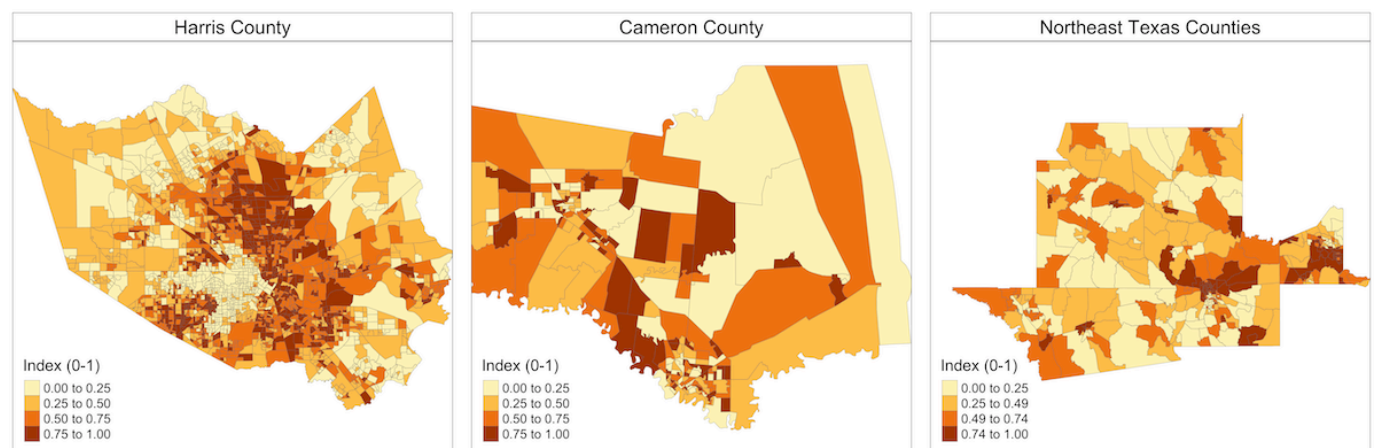 Harris County
Index (0-1)
0.00 to 0.25
0.25 to 0.50
0.50 to 0.75
0.75 to 1.00
Cameron County
Index (0-1)
0.00 to 0.25
0.25 to 0.50
0.50 to 0.75
0.75 to 1.00
Northeast Texas Counties
Index (0-1)
0.00 to 0.25
0.25 to 0.49
0.49 to 0.74
0.74 to 1.00